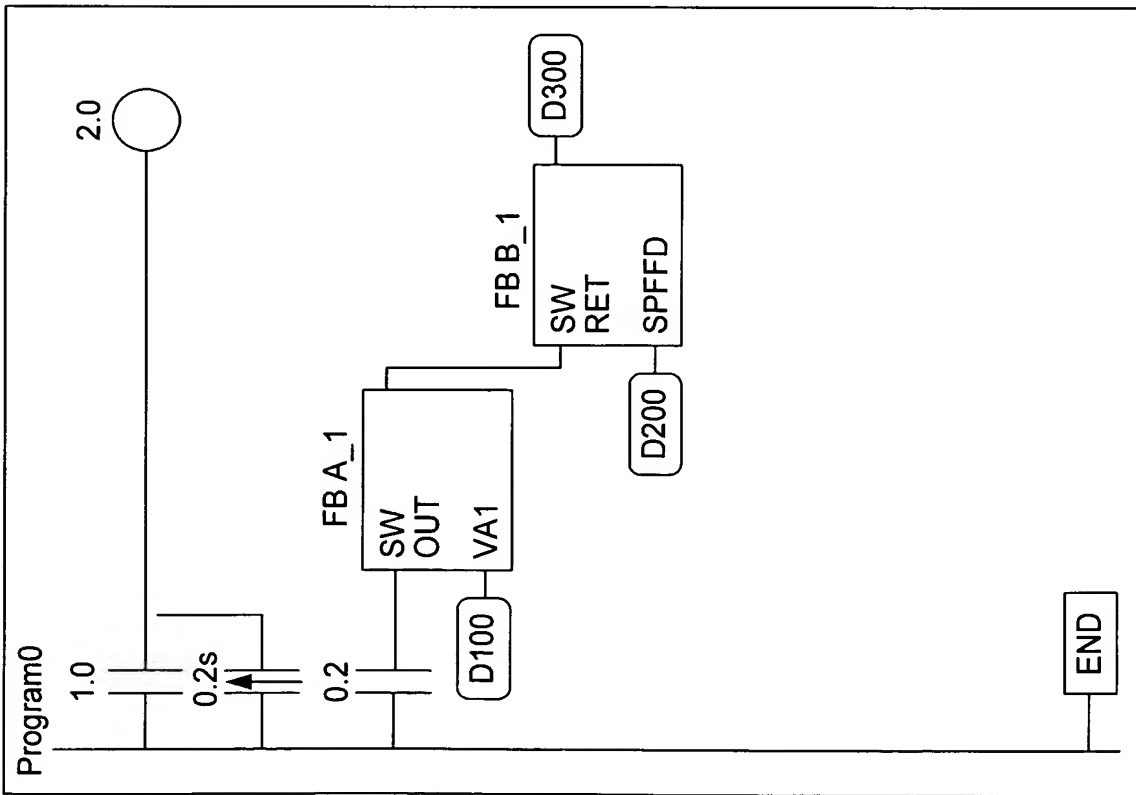 Program0
1.0
2.0
0.2s
0.2
FB A_1
SW
OUT
VA1
D100
FB B_1
SW
RET
SPFFD
D200
D300
END